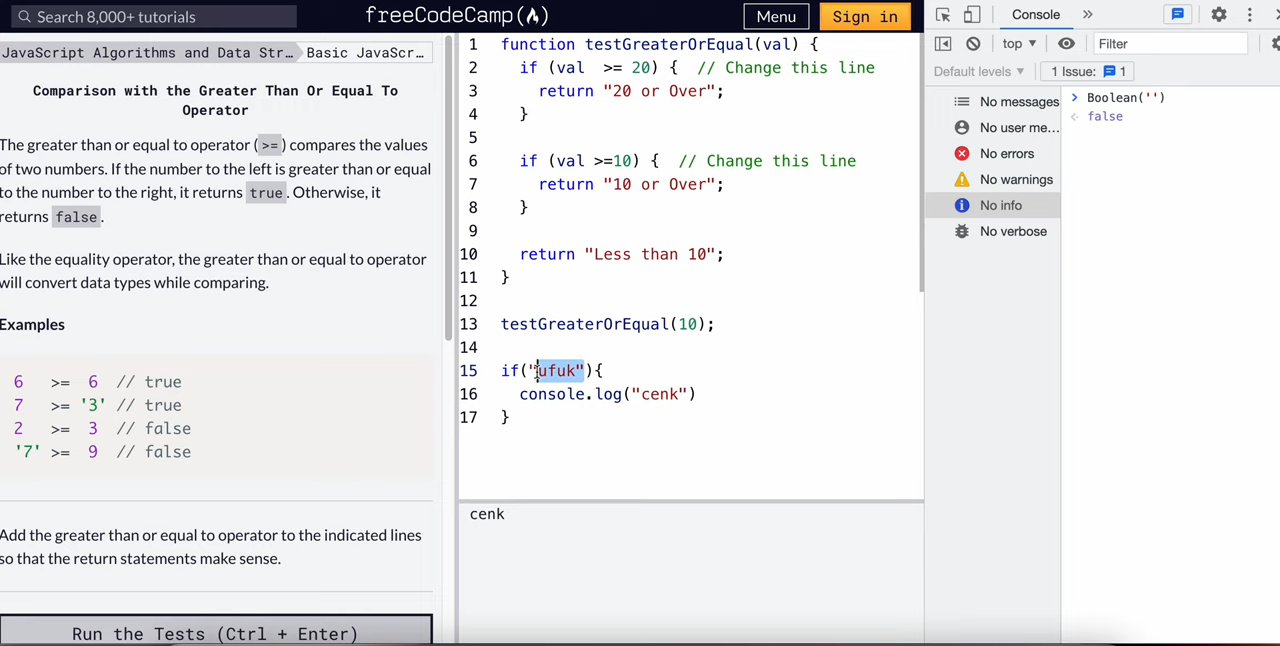 Search 8,000+ tutorials
freeCodeCamp
Menu
Sign in
JavaScript Algorithms and Data Str…
Basic JavaScr…
Comparison with the Greater Than Or Equal To
Operator
The greater than or equal to operator (>=) compares the values
of two numbers. If the number to the left is greater than or equal
to the number to the right, it returns true. Otherwise, it
returns false.
Like the equality operator, the greater than or equal to operator
will convert data types while comparing.
Examples
6 >= 6 // true
7 >= '3' // true
2 >= 3 // false
'7' >= 9 // false
Add the greater than or equal to operator to the indicated lines
so that the return statements make sense.
Run the Tests (Ctrl + Enter)
1 function testGreaterOrEqual(val) {
2 if (val >= 20) { // Change this line
3 return "20 or Over";
4 }
5
6 if (val >=10) { // Change this line
7 return "10 or Over";
8 }
9
10 return "Less than 10";
11 }
12
13 testGreaterOrEqual(10);
14
15 if("ufuk"){
16 console.log("cenk")
17 }
cenk
Console
top
Filter
Default levels
1 Issue: 1
No messages
No user me...
No errors
No warnings
No info
No verbose
> Boolean('')
false